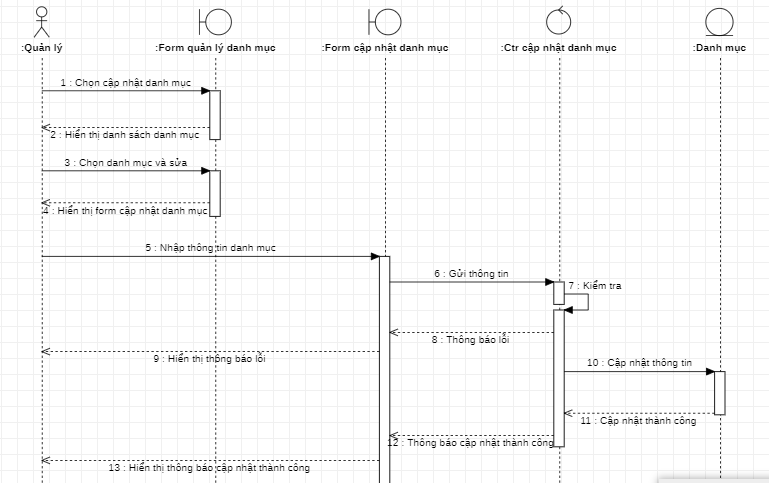 :Quản lý
:Form quản lý danh mục
:Form cập nhật danh mục
:Ctr cập nhật danh mục
:Danh mục
1 : Chọn cập nhật danh mục
2 : Hiển thị danh sách danh mục
3 : Chọn danh mục và sửa
4 : Hiển thị form cập nhật danh mục
5 : Nhập thông tin danh mục
6 : Gửi thông tin
7 : Kiểm tra
8 : Thông báo lỗi
9 : Hiển thị thông báo lỗi
10 : Cập nhật thông tin
11 : Cập nhật thành công
12 : Thông báo cập nhật thành công
13 : Hiển thị thông báo cập nhật thành công